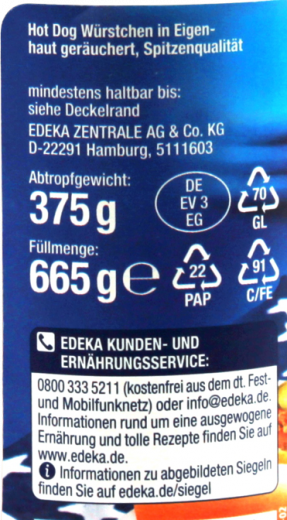 Hot Dog Würstchen in Eigen-
haut geräuchert, Spitzenqualität
mindestens haltbar bis:
siehe Deckelrand
EDEKA ZENTRALE AG & Co. KG
D-22291 Hamburg, 5111603
Abtropfgewicht:
375 g
DE
EV 3
EG
70
GL
Füllmenge:
665 g e
22
PAP
91
C/FE
EDEKA KUNDEN- UND
ERNÄHRUNGSSERVICE:
0800 333 5211 (kostenfrei aus dem dt. Fest-
und Mobilfunknetz) oder info@edeka.de.
Informationen rund um eine ausgewogene
Ernährung und tolle Rezepte finden Sie auf
www.edeka.de.
i Informationen zu abgebildeten Siegeln
finden Sie auf edeka.de/siegel